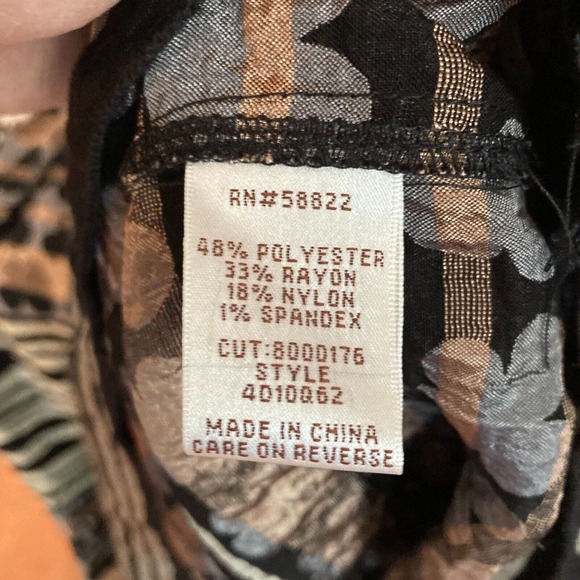 RN#58822
48% POLYESTER
33% RAYON
18% NYLON
1% SPANDEX
CUT:8000176
STYLE
4010Q62
MADE IN CHINA
CARE ON REVERSE